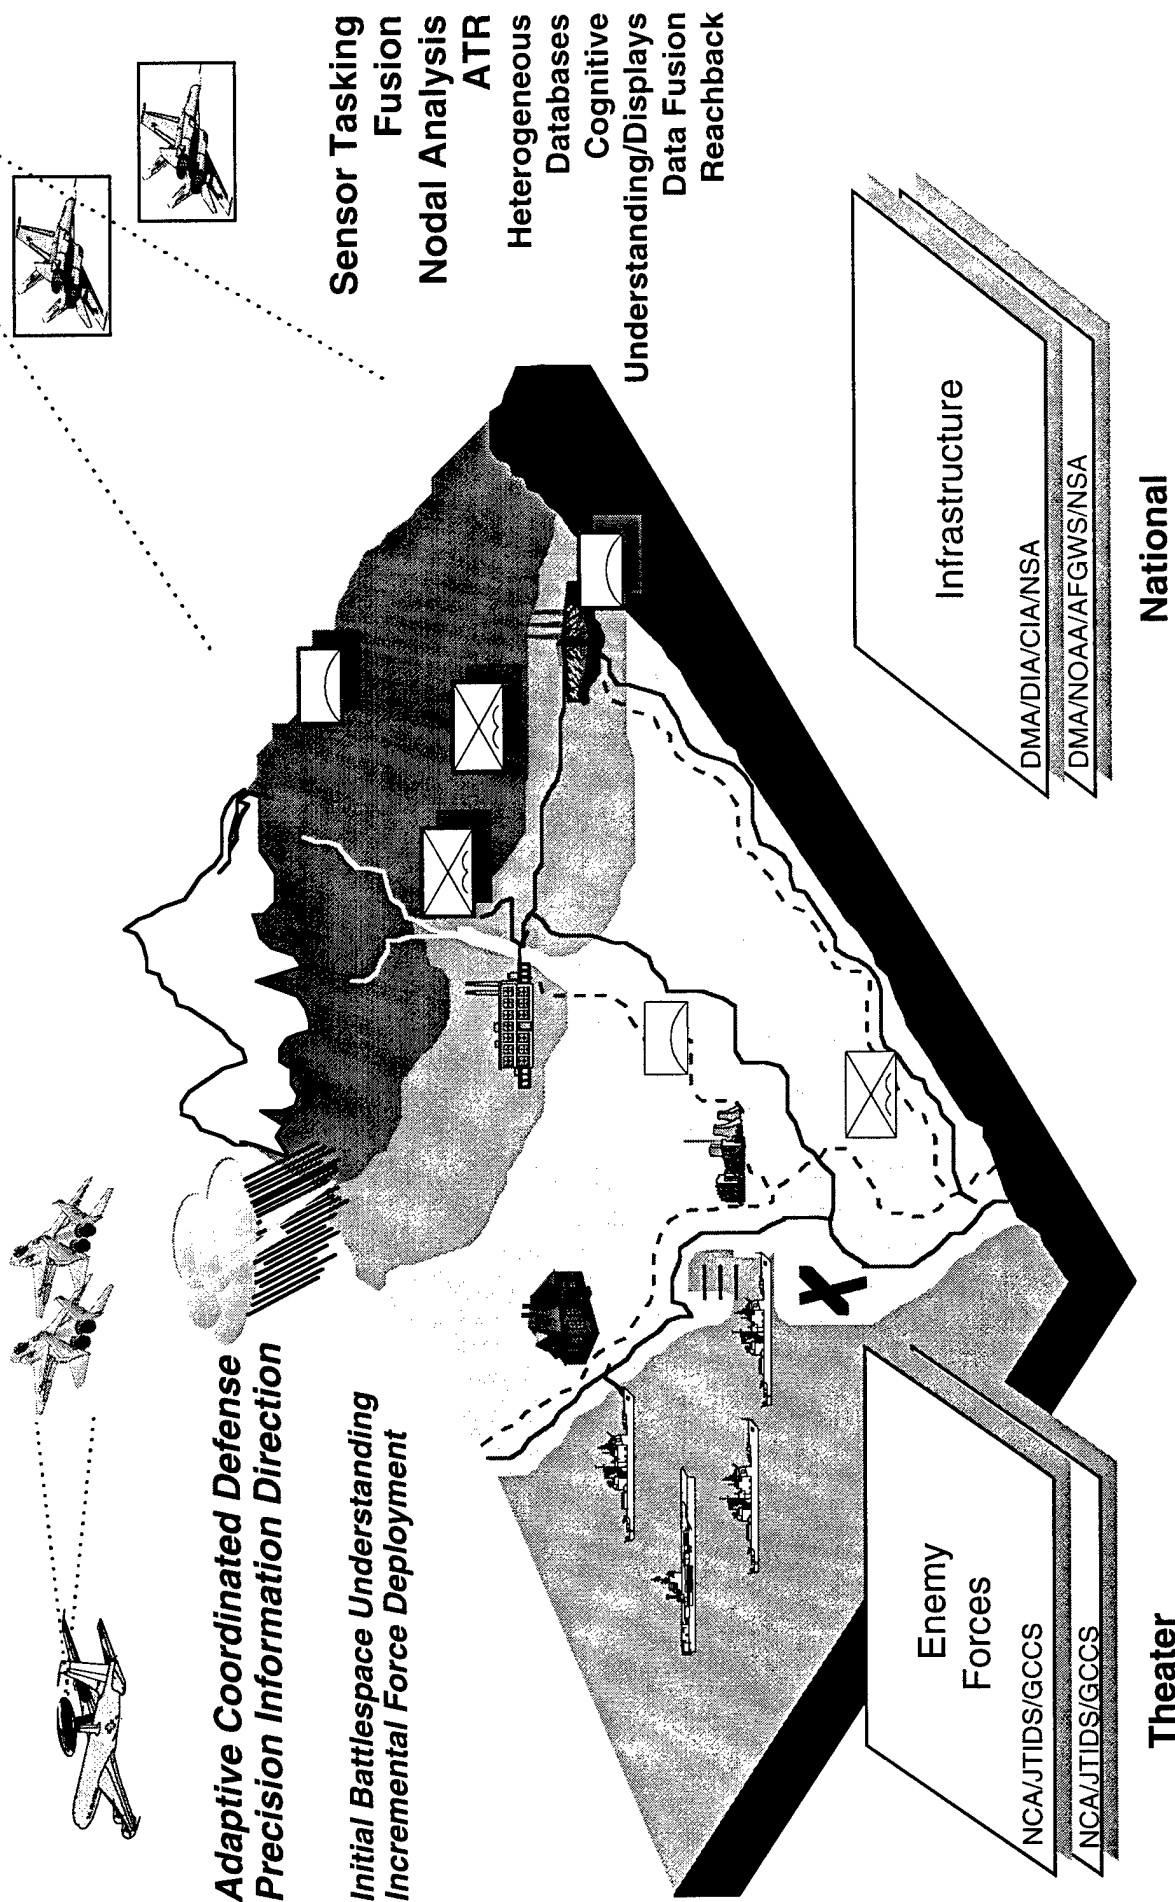 Adaptive Coordinated Defense
Precision Information Direction
Initial Battlespace Understanding
Incremental Force Deployment
Sensor Tasking
Fusion
Nodal Analysis
ATR
Heterogeneous
Databases
Cognitive
Understanding/Displays
Data Fusion
Reachback
Enemy
Forces
NCA/JTIDS/GCCS
NCA/JTIDS/GCCS
Theater
Infrastructure
DMA/DIA/CIA/NSA
DMA/NOAA/AFGWS/NSA
National